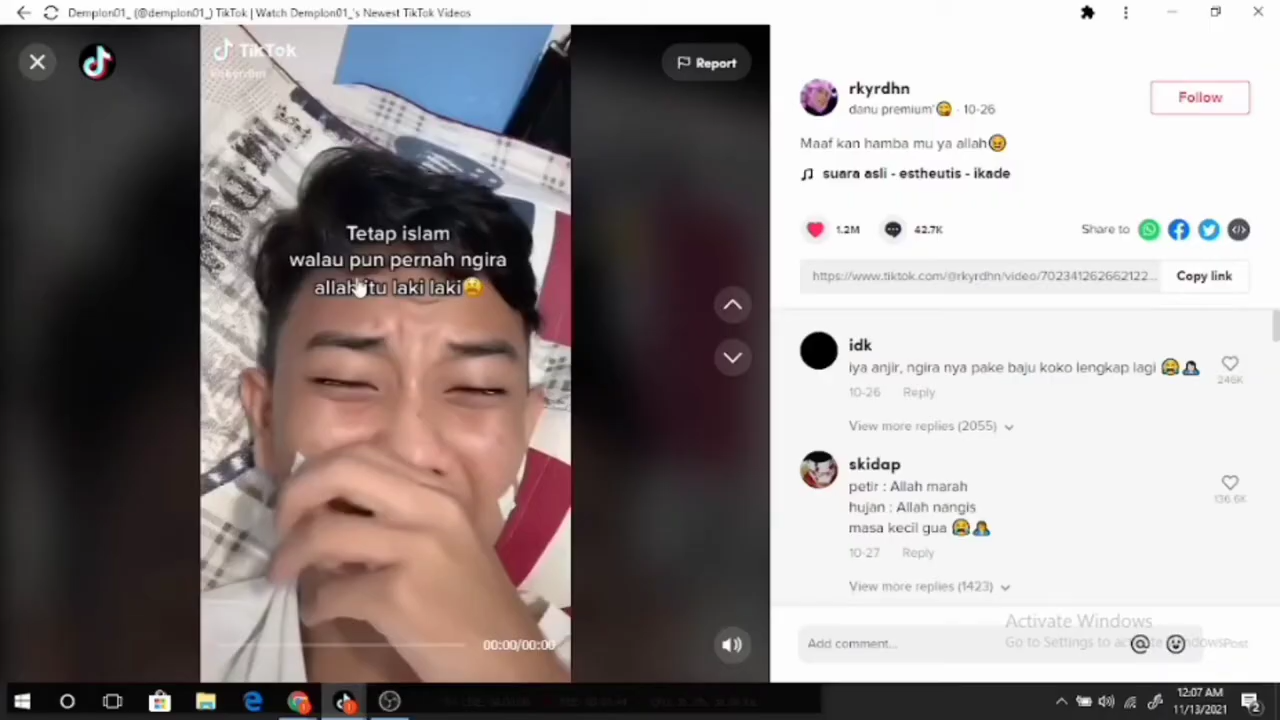 Demplon01_ (@demplon01_) TikTok | Watch Demplon01_'s Newest TikTok Videos
TikTok
Report
Tetap islam
walau pun pernah ngira
allah itu laki laki😩
00:00/00:00
rkyrdhn
danu premium'😋 · 10-26
Follow
Maaf kan hamba mu ya allah😖
suara asli - estheutis - ikade
1.2M
42.7K
Share to
https://www.tiktok.com/@rkyrdhn/video/702341262662122...
Copy link
idk
iya anjir, ngira nya pake baju koko lengkap lagi 😭🤦🏻
246K
10-26 Reply
View more replies (2055)
skidap
petir : Allah marah
hujan : Allah nangis
masa kecil gua 😭🤦
136.6K
10-27 Reply
View more replies (1423)
Add comment...
Post
Activate Windows
Go to Settings to activate Windows
12:07 AM
11/13/2021
2